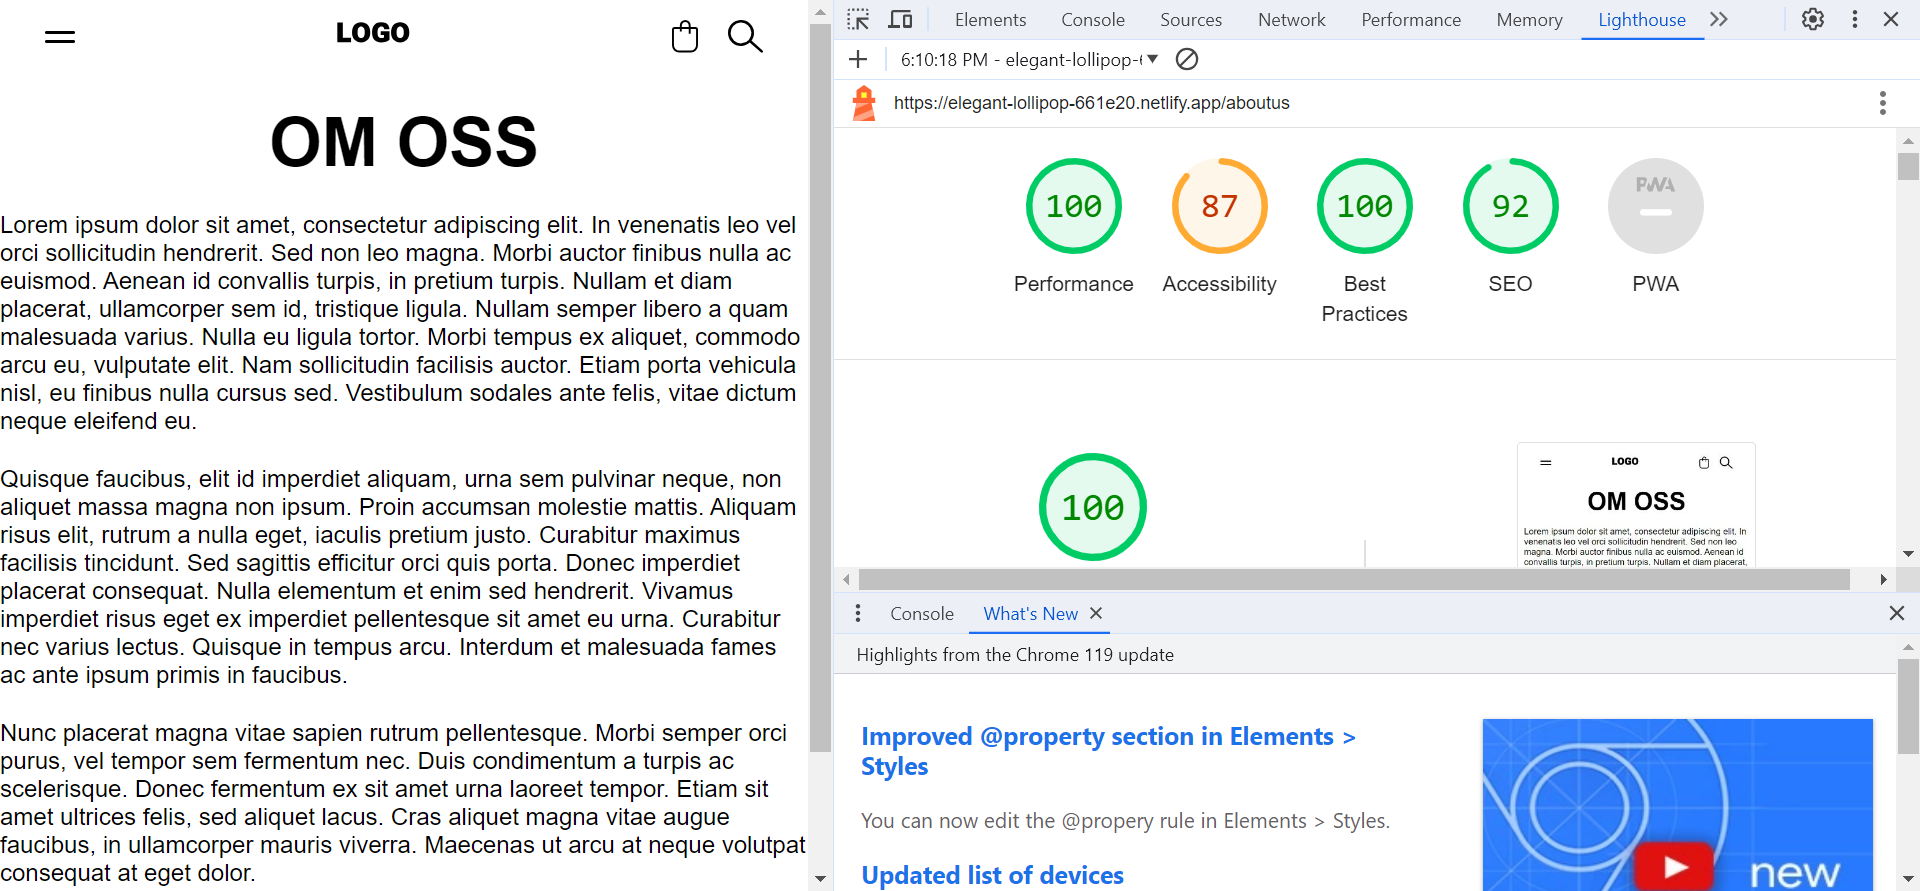 LOGO
OM OSS
Lorem ipsum dolor sit amet, consectetur adipiscing elit. In venenatis leo vel
orci sollicitudin hendrerit. Sed non leo magna. Morbi auctor finibus nulla ac
euismod. Aenean id convallis turpis, in pretium turpis. Nullam et diam
placerat, ullamcorper sem id, tristique ligula. Nullam semper libero a quam
malesuada varius. Nulla eu ligula tortor. Morbi tempus ex aliquet, commodo
arcu eu, vulputate elit. Nam sollicitudin facilisis auctor. Etiam porta vehicula
nisl, eu finibus nulla cursus sed. Vestibulum sodales ante felis, vitae dictum
neque eleifend eu.
Quisque faucibus, elit id imperdiet aliquam, urna sem pulvinar neque, non
aliquet massa magna non ipsum. Proin accumsan molestie mattis. Aliquam
risus elit, rutrum a nulla eget, iaculis pretium justo. Curabitur maximus
facilisis tincidunt. Sed sagittis efficitur orci quis porta. Donec imperdiet
placerat consequat. Nulla elementum et enim sed hendrerit. Vivamus
imperdiet risus eget ex imperdiet pellentesque sit amet eu urna. Curabitur
nec varius lectus. Quisque in tempus arcu. Interdum et malesuada fames
ac ante ipsum primis in faucibus.
Nunc placerat magna vitae sapien rutrum pellentesque. Morbi semper orci
purus, vel tempor sem fermentum nec. Duis condimentum a turpis ac
scelerisque. Donec fermentum ex sit amet urna laoreet tempor. Etiam sit
amet ultrices felis, sed aliquet lacus. Cras aliquet magna vitae augue
faucibus, in ullamcorper mauris viverra. Maecenas ut arcu at neque volutpat
consequat at eget dolor.
Elements Console Sources Network Performance Memory Lighthouse
6:10:18 PM - elegant-lollipop-6
https://elegant-lollipop-661e20.netlify.app/aboutus
100 87 100 92 PWA
Performance Accessibility Best Practices SEO PWA
100
LOGO
OM OSS
Lorem ipsum dolor sit amet, consectetur adipiscing elit. In
venenatis leo vel orci sollicitudin hendrerit. Sed non leo
magna. Morbi auctor finibus nulla ac euismod. Aenean id
convallis turpis, in pretium turpis. Nullam et diam placerat,
Console What's New
Highlights from the Chrome 119 update
Improved @property section in Elements >
Styles
You can now edit the @propery rule in Elements > Styles.
Updated list of devices
new